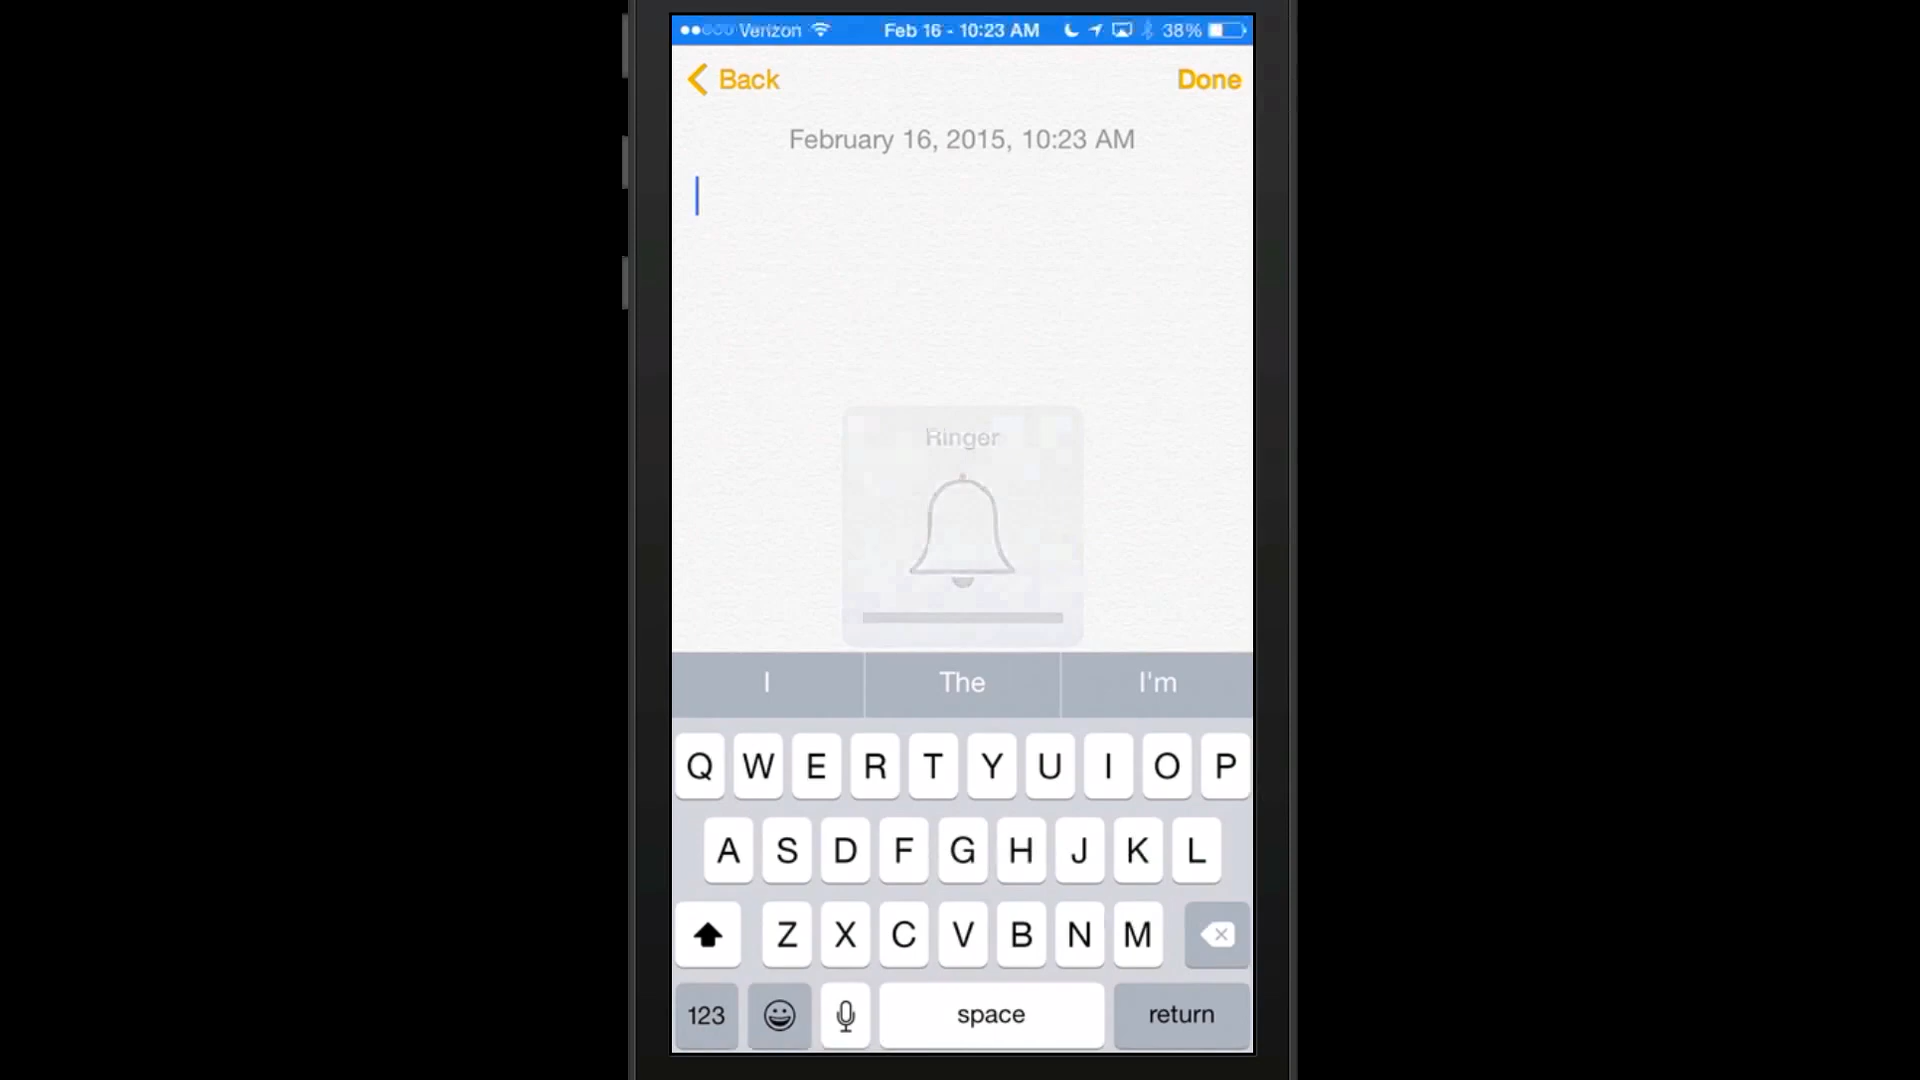 Verizon Feb 16 - 10:23 AM 38%
Back Done
February 16, 2015, 10:23 AM
Ringer
I The I'm
Q W E R T Y U I O P
A S D F G H J K L
Z X C V B N M
123 space return